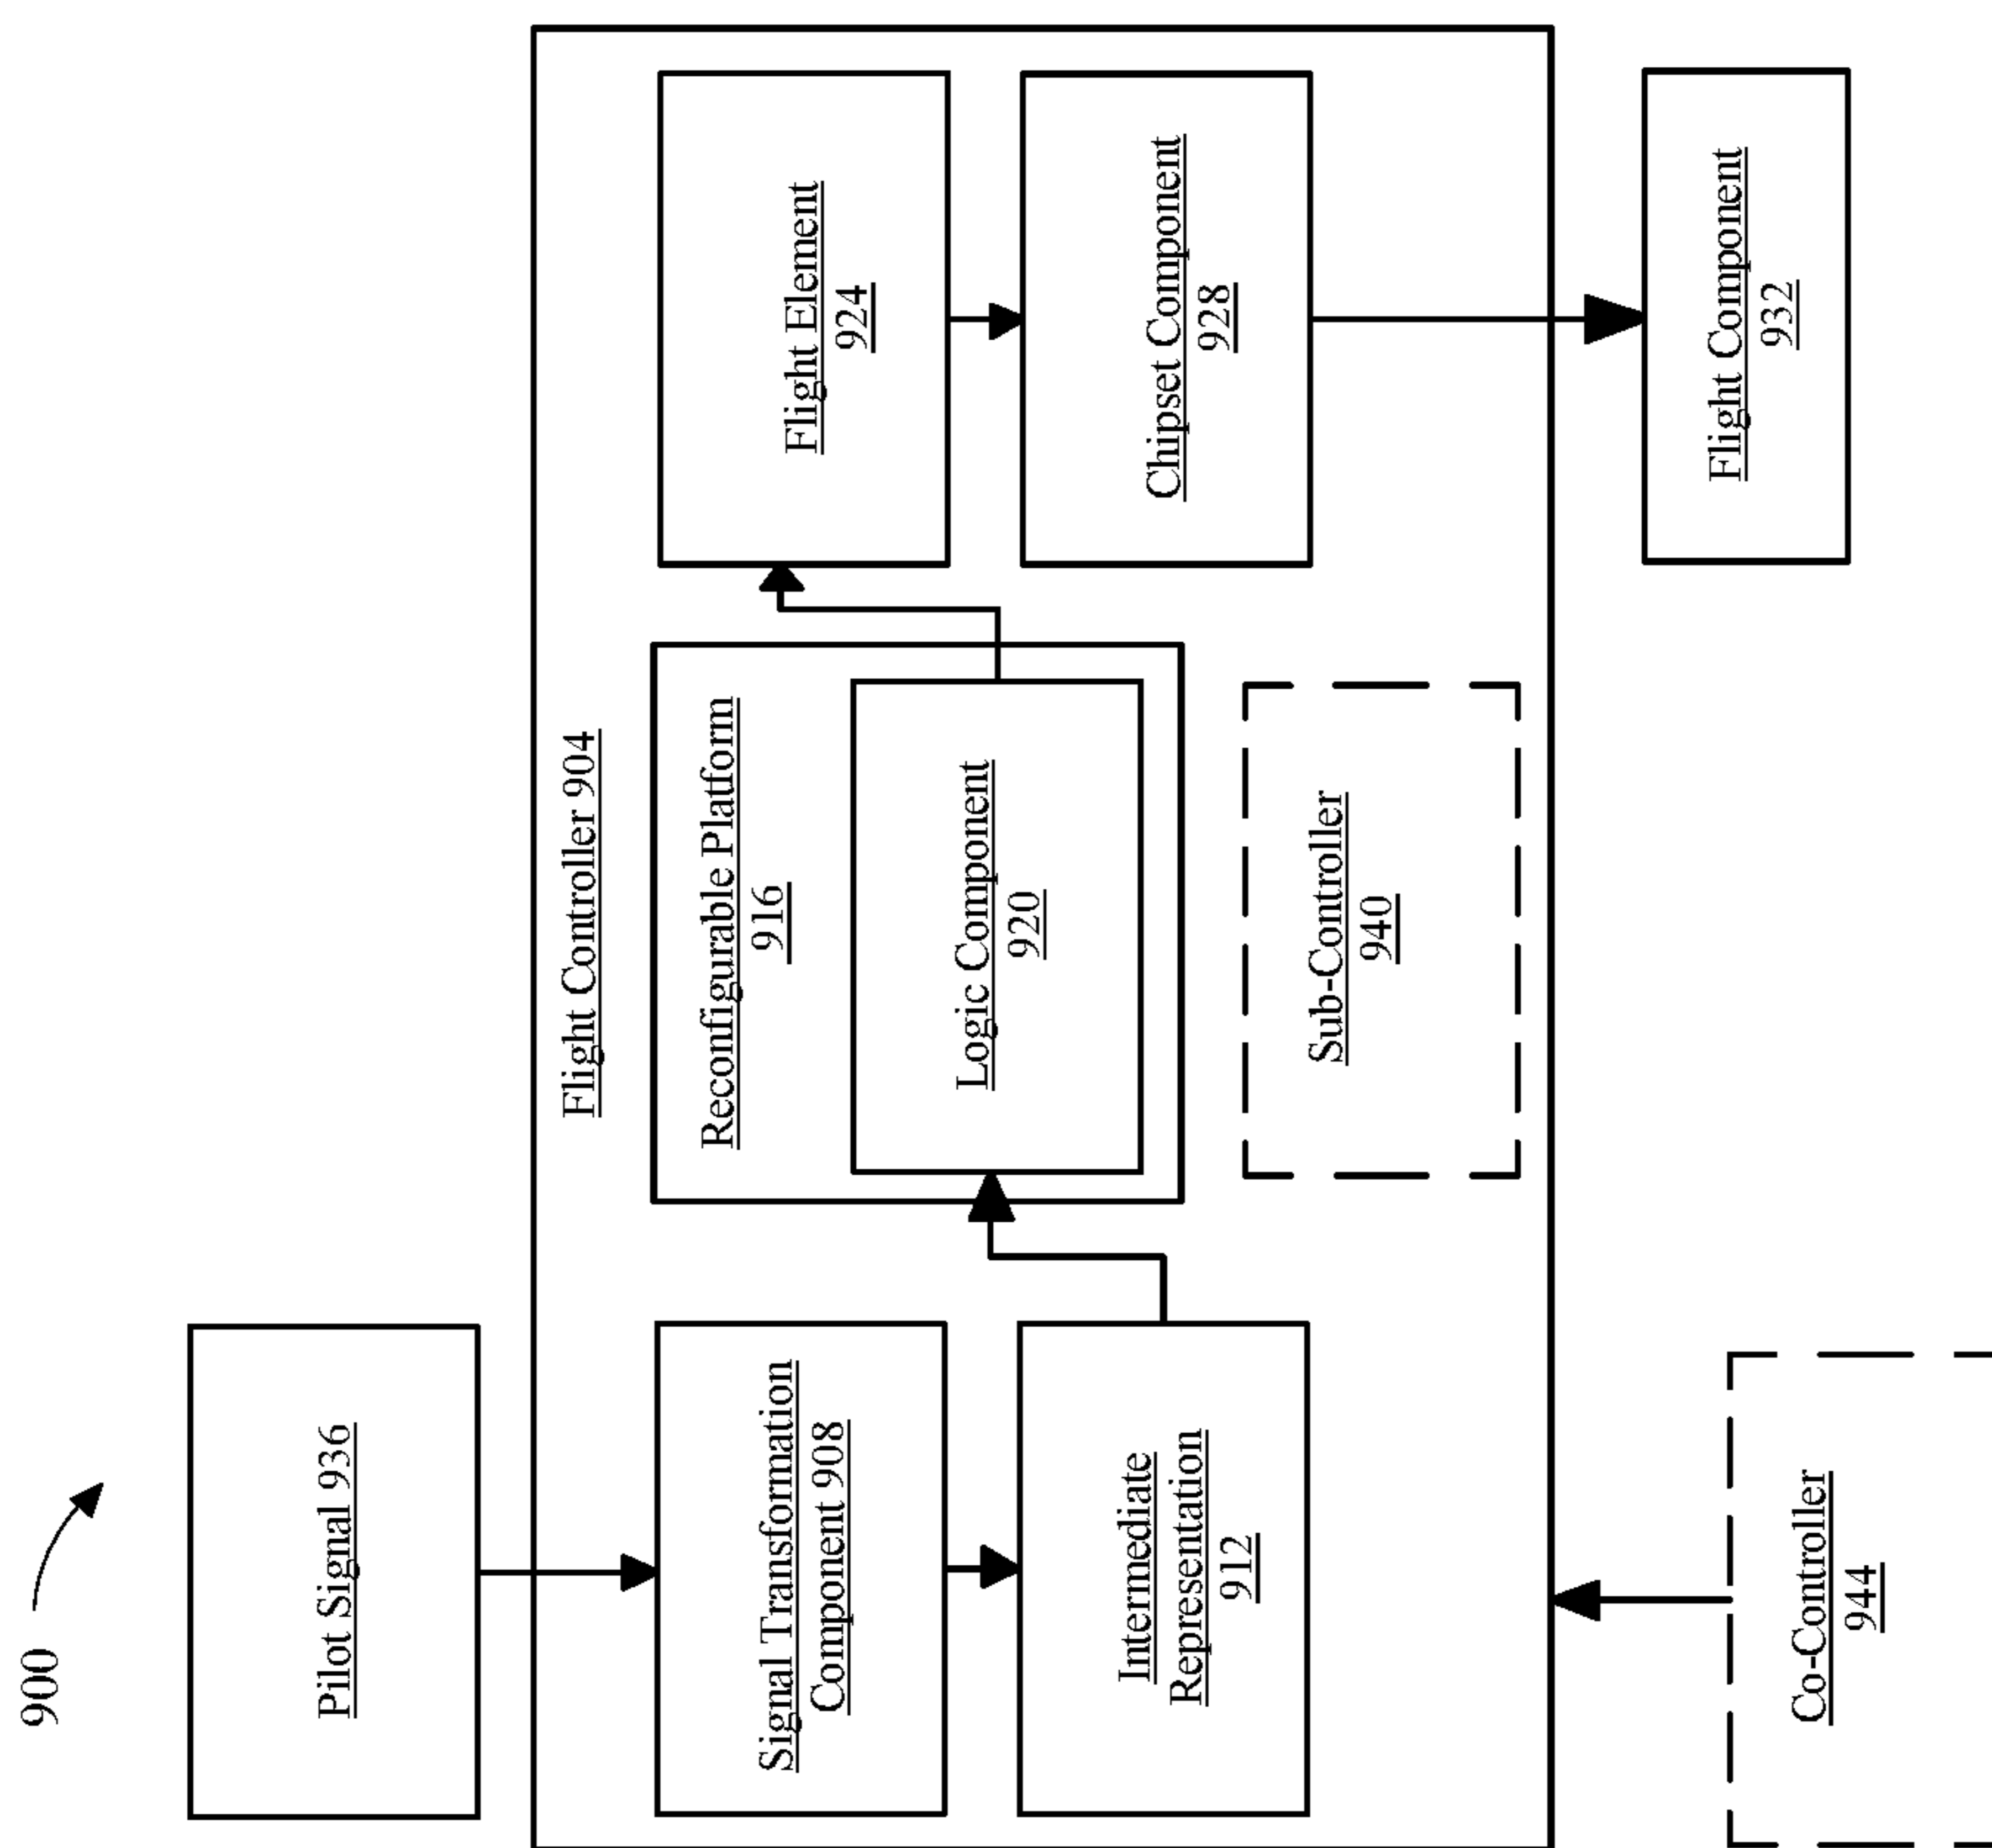 900
Pilot Signal 936
Flight Controller 904
Signal Transformation
Component 908
Intermediate
Representation
912
Reconfigurable Platform
916
Logic Component
920
Flight Element
924
Chipset Component
928
Sub-Controller
940
Co-Controller
944
Flight Component
932